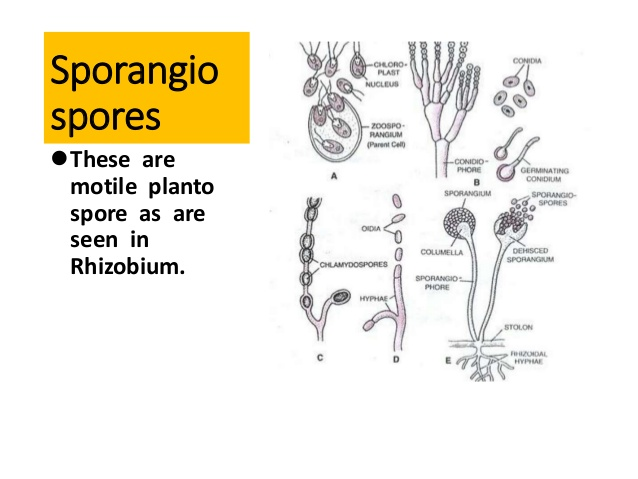 Sporangio
spores
●These are
motile planto
spore as are
seen in
Rhizobium.
CHLORO-
PLAST
NUCLEUS
ZOOSPO-
RANGIUM
(Parent Cell)
A
CONIDIA
CONIDIO-
PHORE
B
GERMINATING
CONIDIUM
CHLAMYDOSPORES
C
OIDIA
HYPHAE
D
SPORANGIUM
SPORANGIO-
SPORES
COLUMELLA
DEHISCED
SPORANGIUM
SPORANGIO-
PHORE
STOLON
RHIZOIDAL
HYPHAE
E